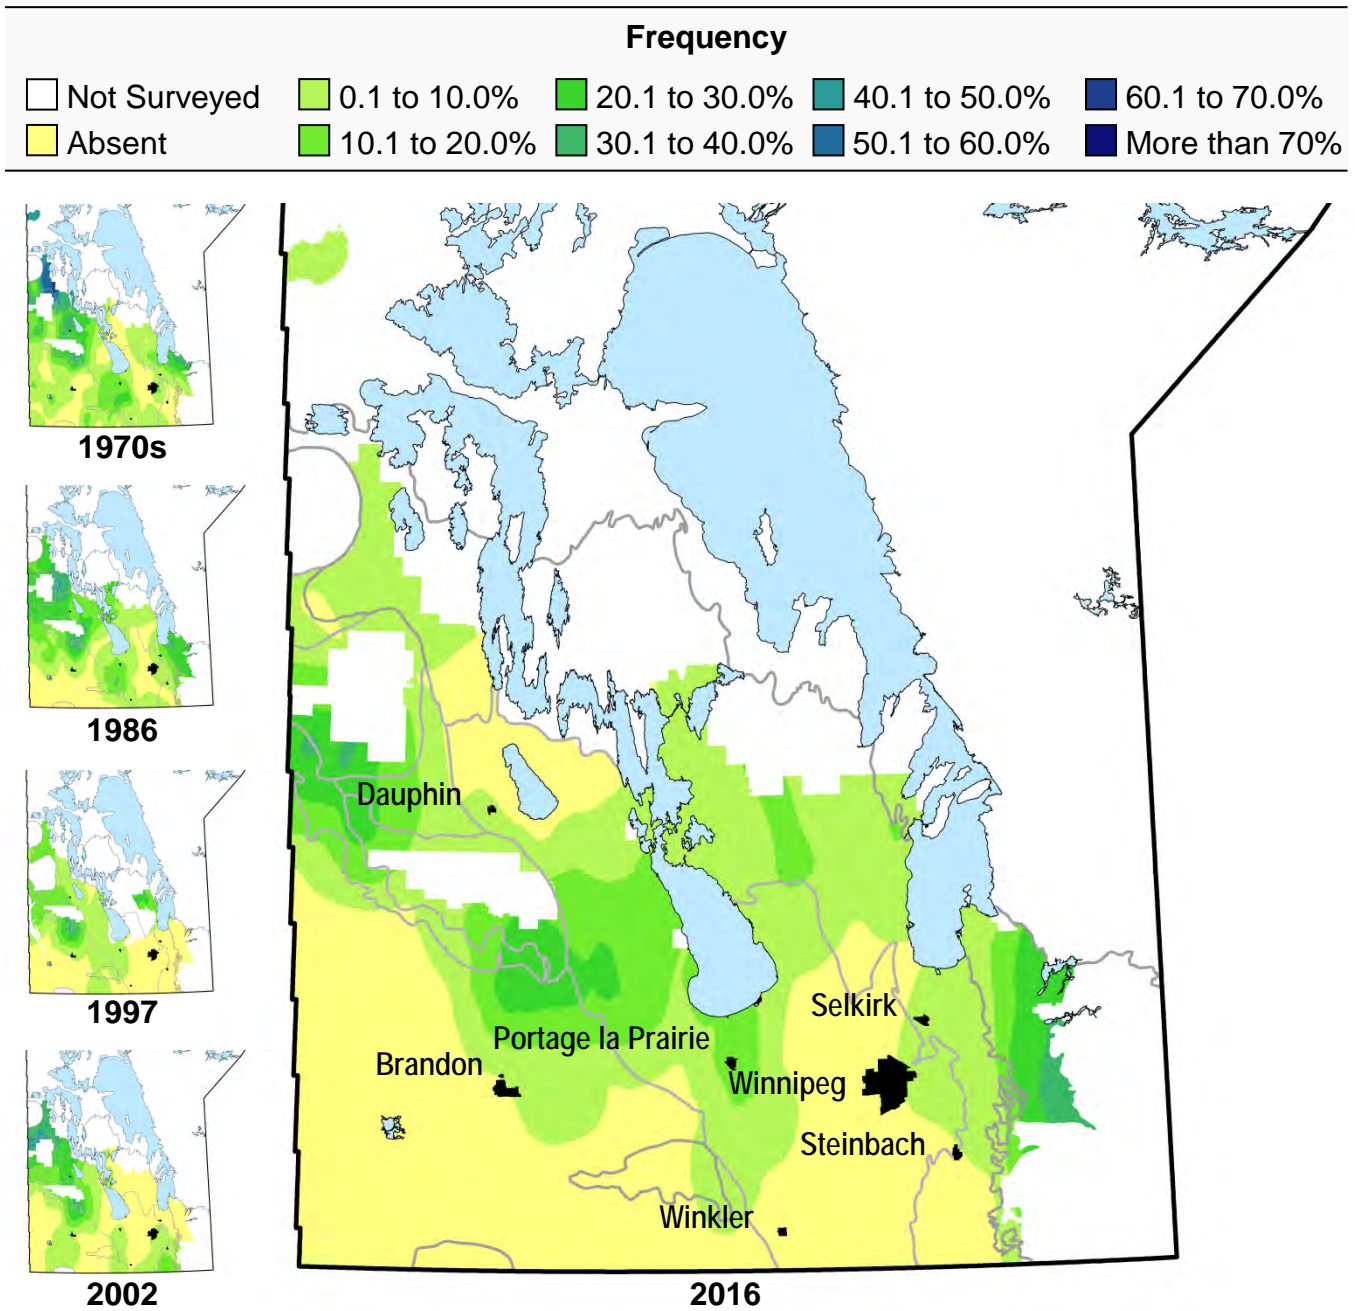 Frequency
Not Surveyed 0.1 to 10.0% 20.1 to 30.0% 40.1 to 50.0% 60.1 to 70.0%
Absent 10.1 to 20.0% 30.1 to 40.0% 50.1 to 60.0% More than 70%
1970s
1986
1997
2002
Dauphin
Selkirk
Portage la Prairie
Brandon
Winnipeg
Steinbach
Winkler
2016